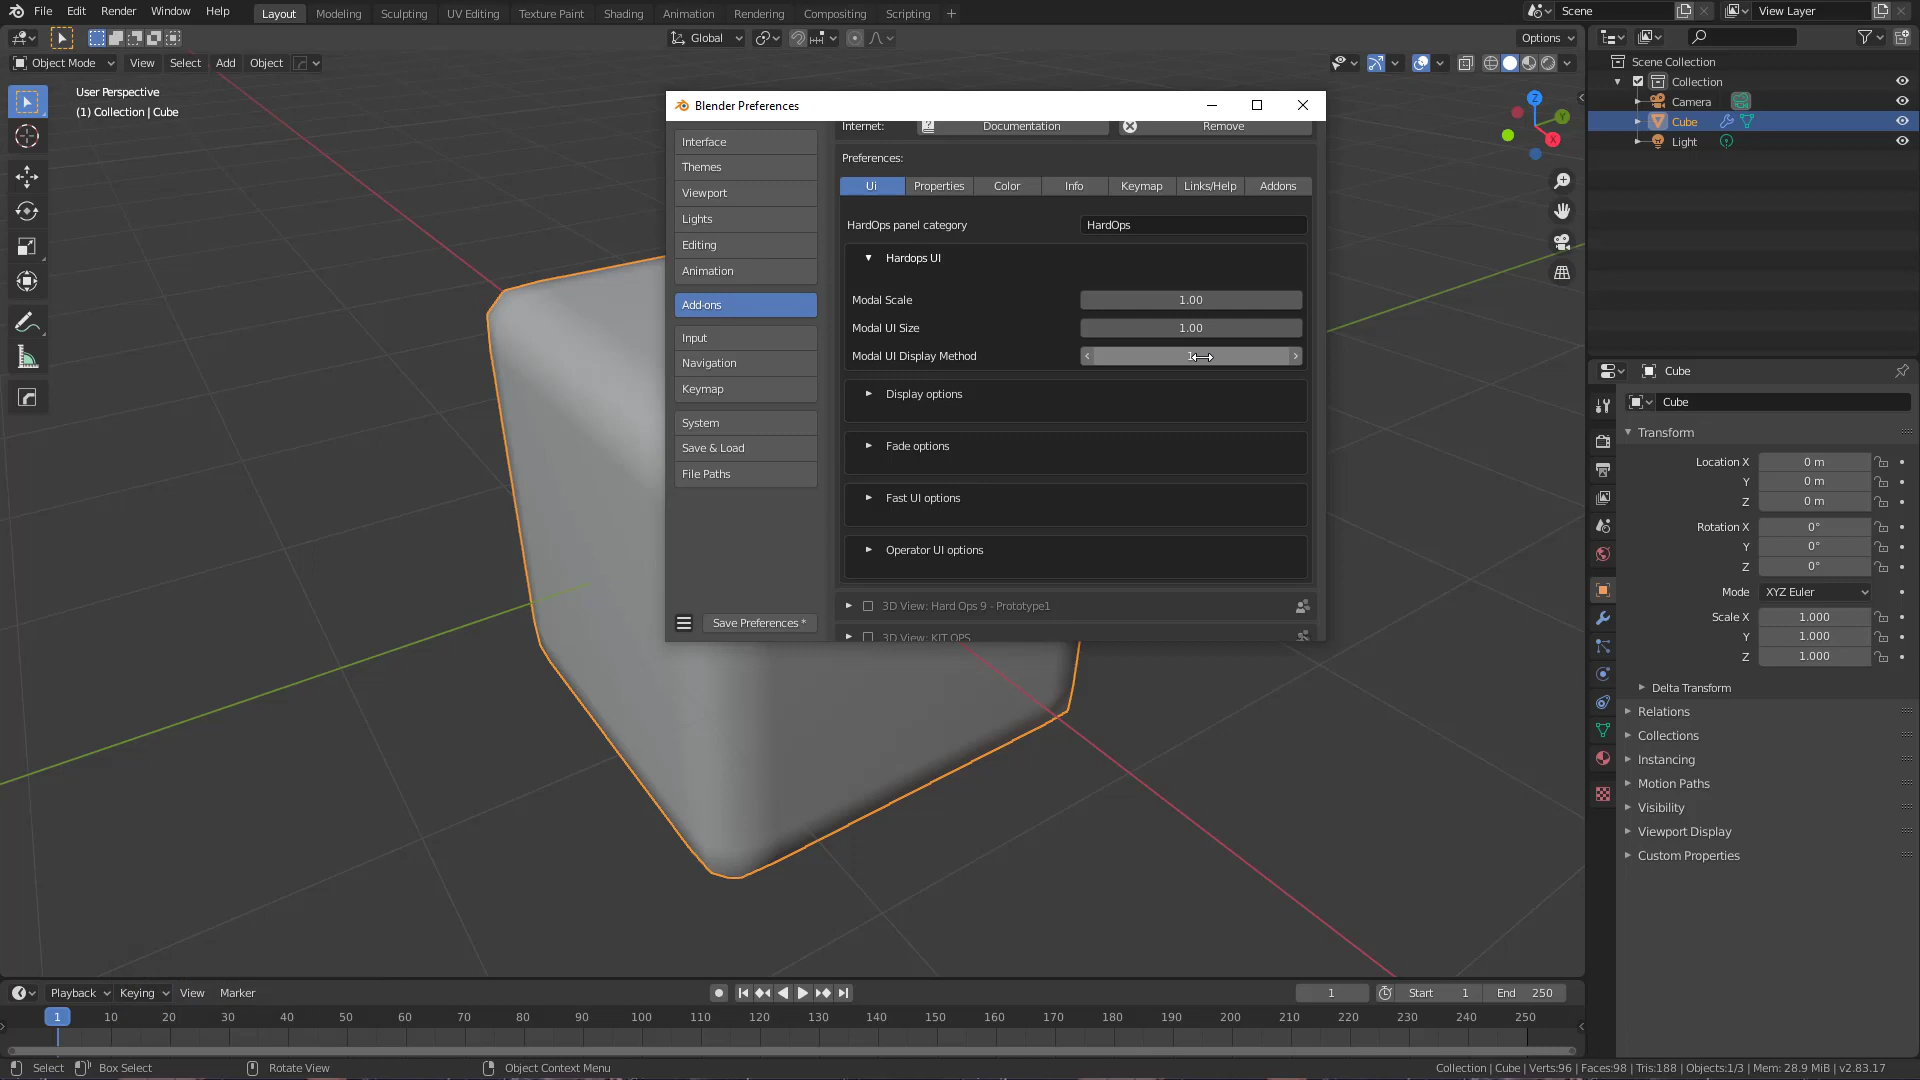 File Edit Render Window Help Layout Modeling Sculpting UV Editing Texture Paint Shading Animation Rendering Compositing Scripting + Scene View Layer
Global Options
Object Mode View Select Add Object
User Perspective
(1) Collection | Cube
Z
Y
X
Scene Collection
Collection
Camera
Cube
Light
Blender Preferences
Interface
Themes
Viewport
Lights
Editing
Animation
Add-ons
Input
Navigation
Keymap
System
Save & Load
File Paths
Save Preferences *
Internet: Documentation Remove
Preferences:
Ui Properties Color Info Keymap Links/Help Addons
HardOps panel category HardOps
Hardops UI
Modal Scale 1.00
Modal UI Size 1.00
Modal UI Display Method
Display options
Fade options
Fast UI options
Operator UI options
3D View: Hard Ops 9 - Prototype1
3D View: KIT OPS
Cube
Cube
Transform
Location X 0 m
Y 0 m
Z 0 m
Rotation X 0°
Y 0°
Z 0°
Mode XYZ Euler
Scale X 1.000
Y 1.000
Z 1.000
Delta Transform
Relations
Collections
Instancing
Motion Paths
Visibility
Viewport Display
Custom Properties
Playback Keying View Marker 1 Start 1 End 250
1 10 20 30 40 50 60 70 80 90 100 110 120 130 140 150 160 170 180 190 200 210 220 230 240 250
Select Box Select Rotate View Object Context Menu Collection | Cube | Verts:96 | Faces:98 | Tris:188 | Objects:1/3 | Mem: 28.9 MiB | v2.83.17